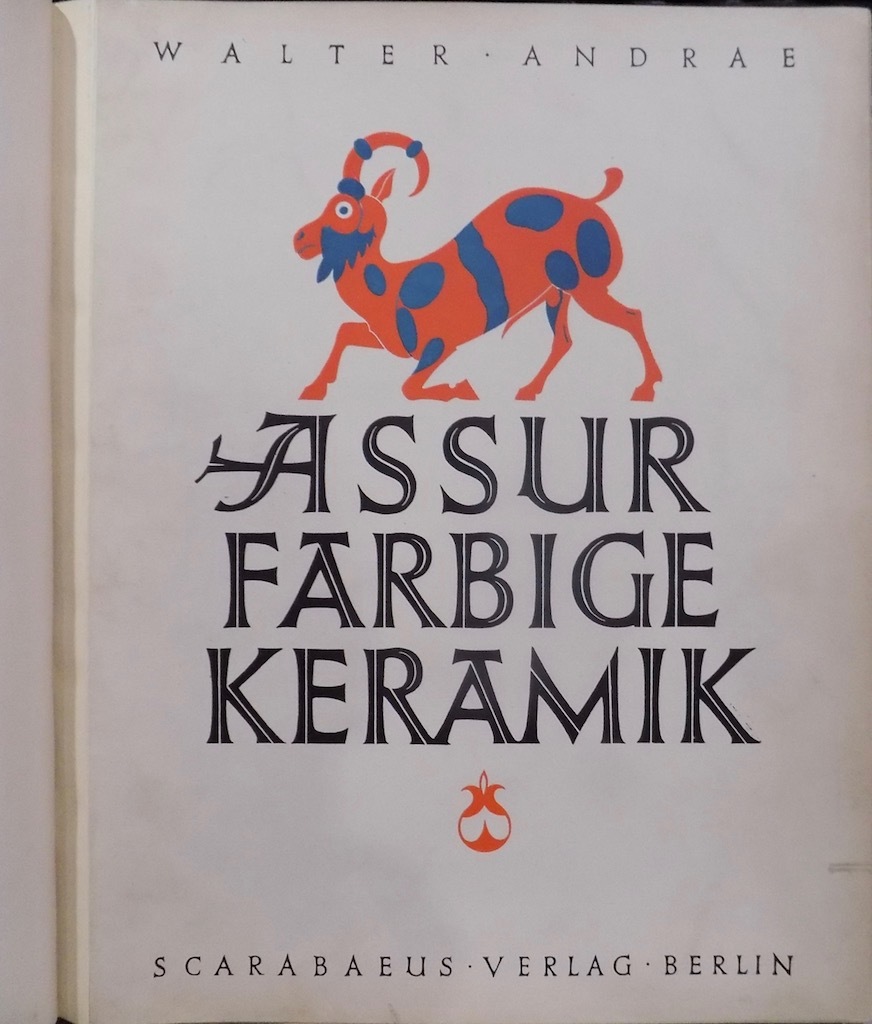 WALTER · ANDRAE
ASSUR
FARBIGE
KERAMIK
SCARABAEUS · VERLAG · BERLIN